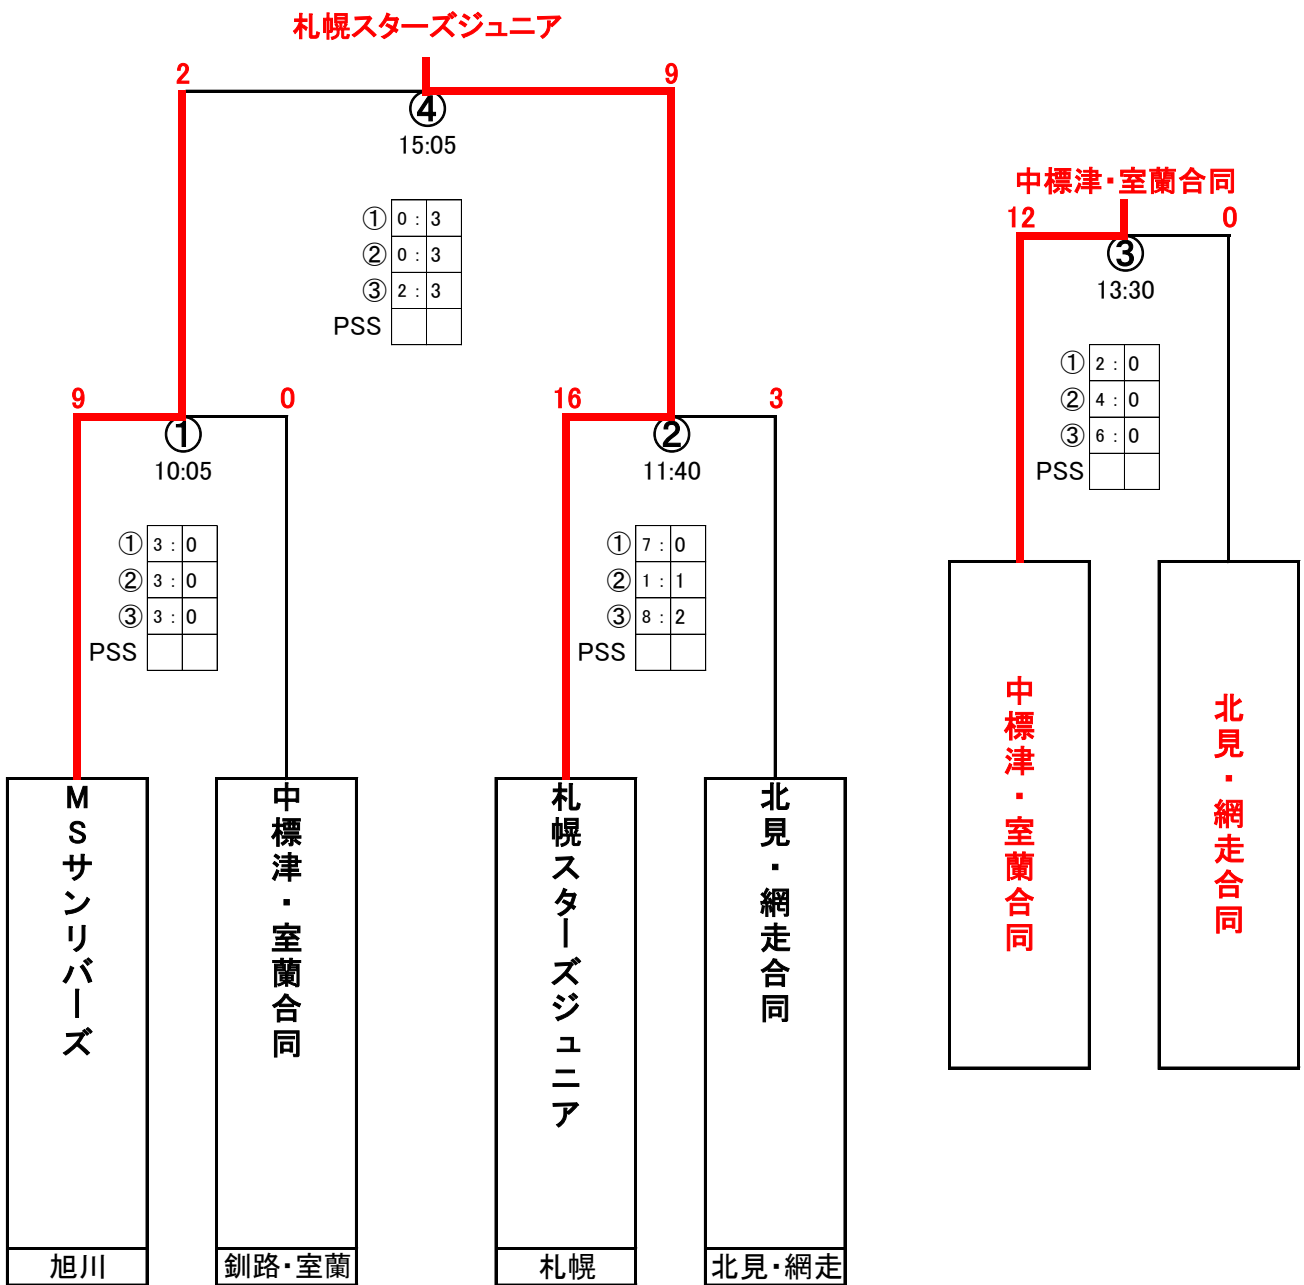 札幌スターズジュニア
2
9
④
15:05
① 0 : 3
② 0 : 3
③ 2 : 3
PSS
9
0
①
10:05
① 3 : 0
② 3 : 0
③ 3 : 0
PSS
16
3
②
11:40
① 7 : 0
② 1 : 1
③ 8 : 2
PSS
MSサンリバーズ
中標津・室蘭合同
札幌スターズジュニア
北見・網走合同
旭川
釧路・室蘭
札幌
北見・網走
中標津・室蘭合同
12
0
③
13:30
① 2 : 0
② 4 : 0
③ 6 : 0
PSS
中標津・室蘭合同
北見・網走合同